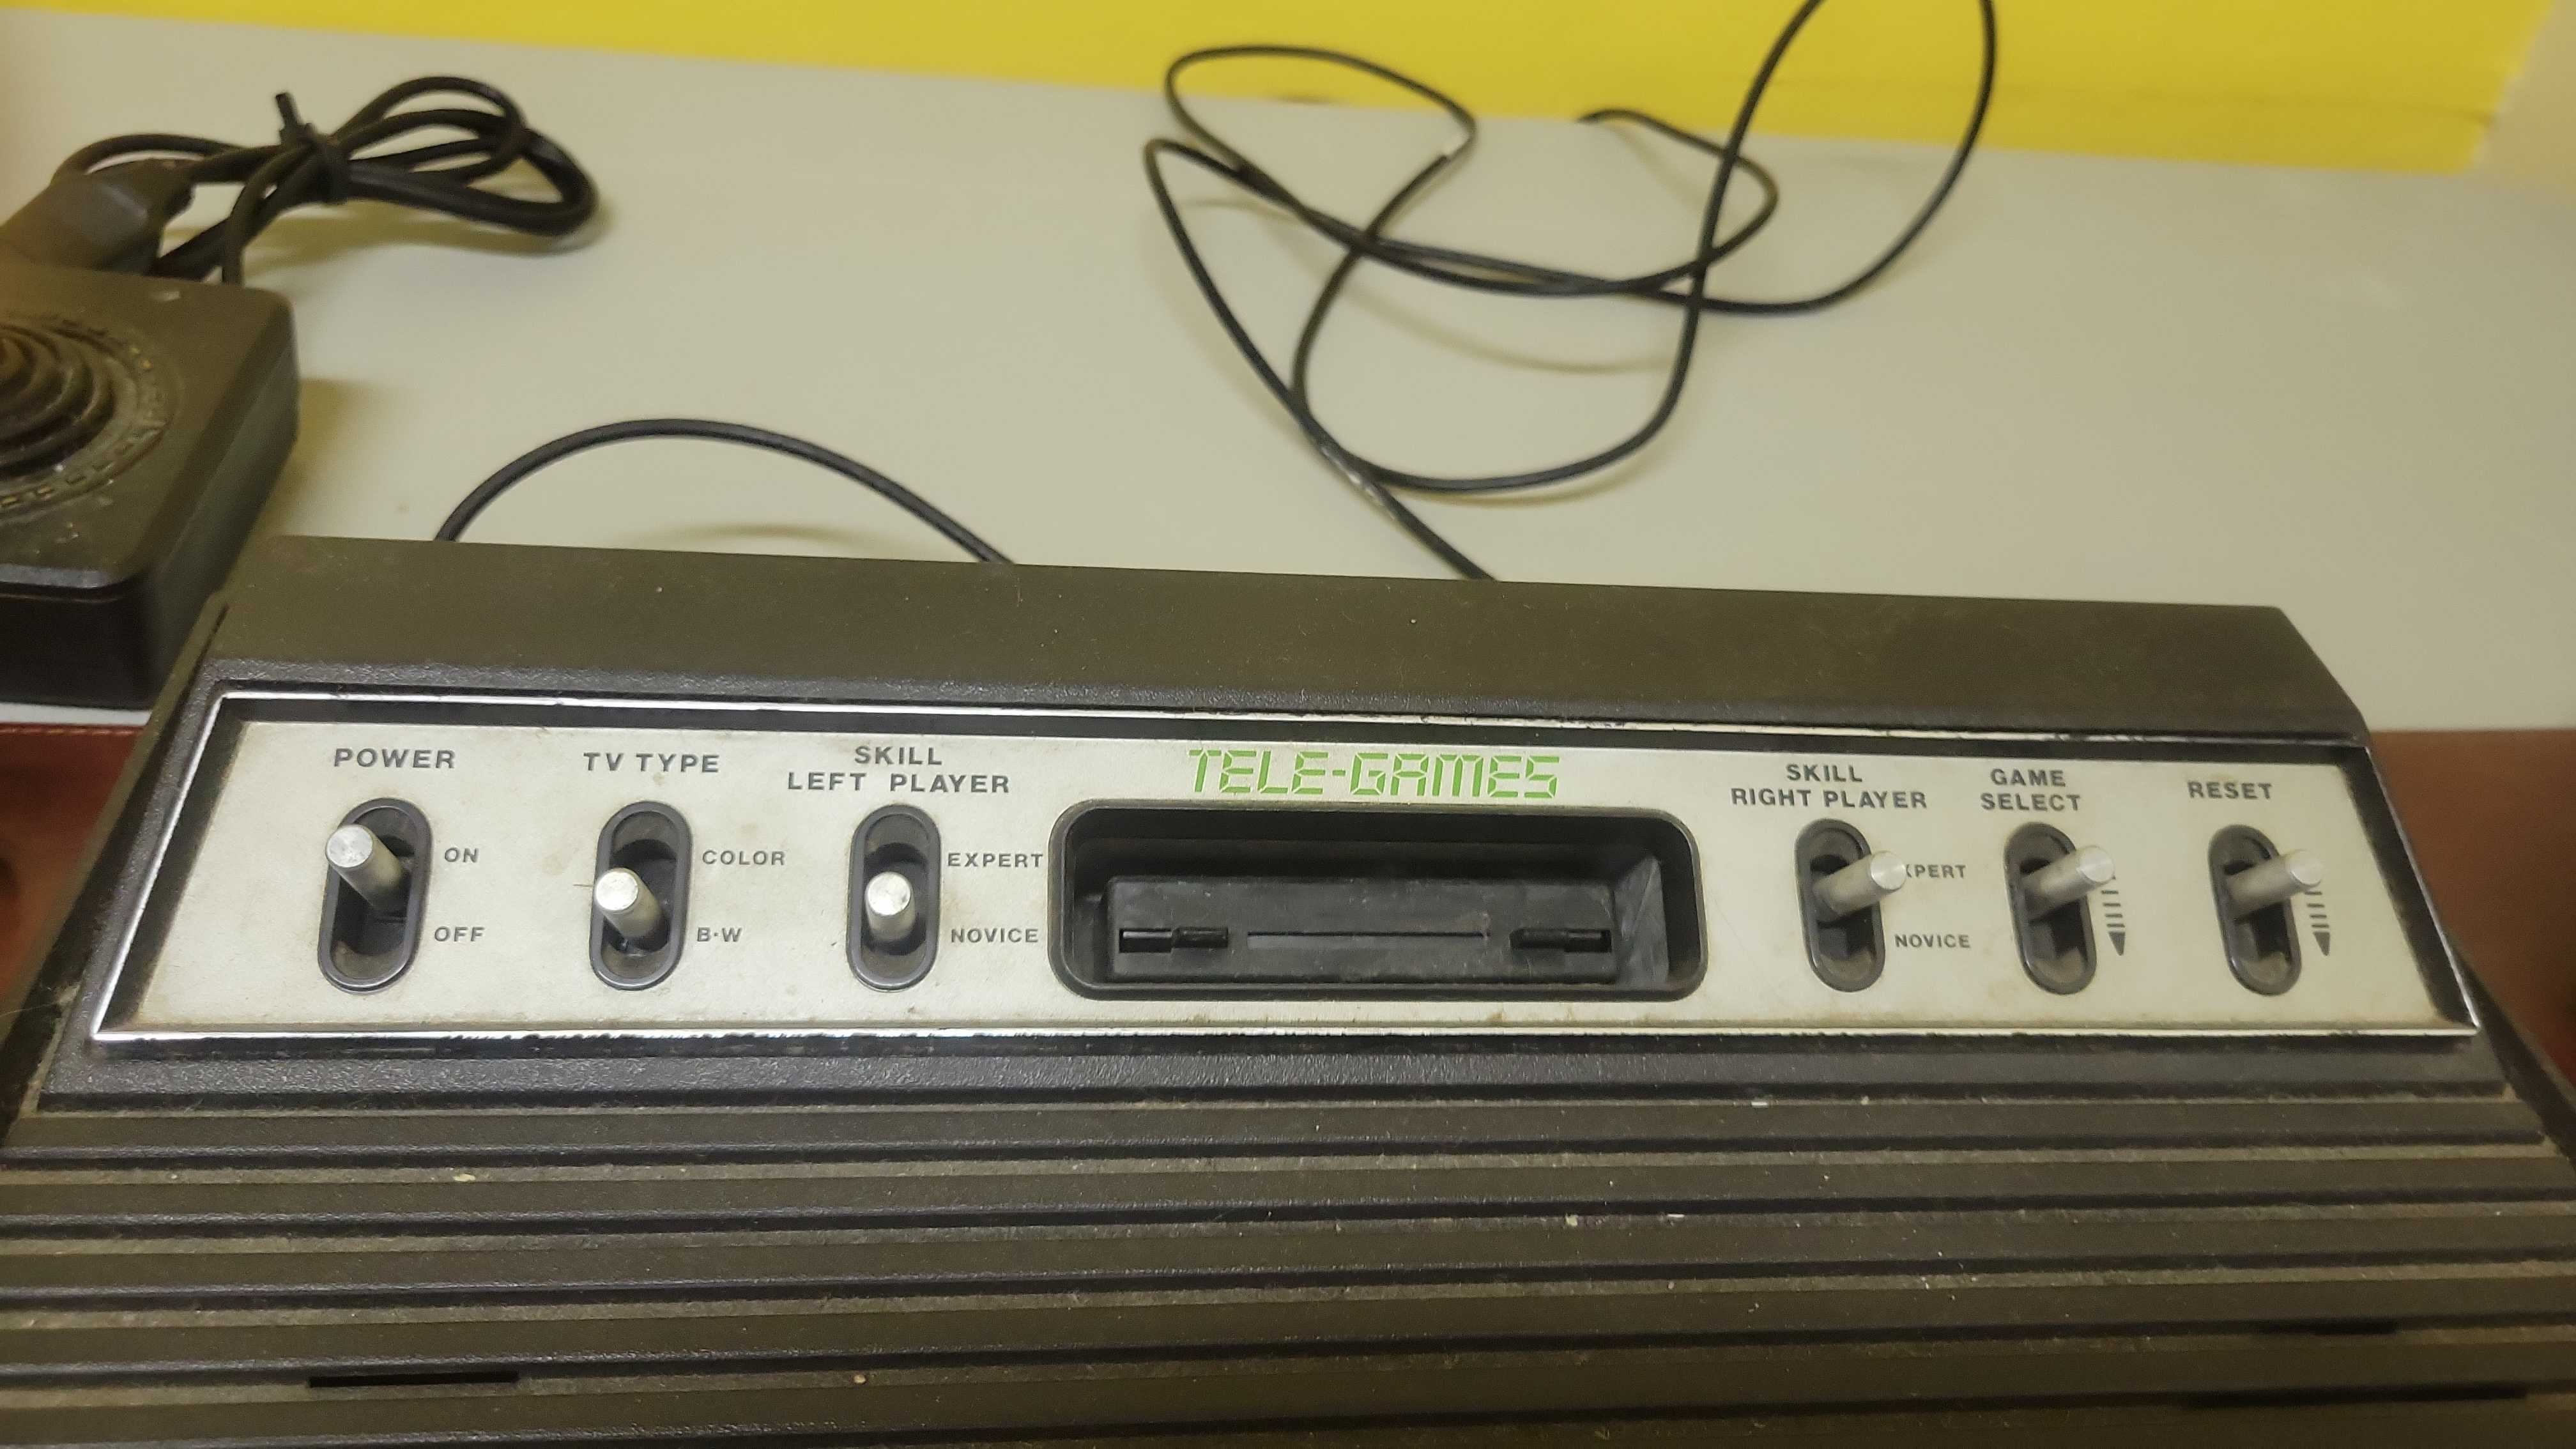 POWER
ON
OFF
TV TYPE
COLOR
B·W
SKILL
LEFT PLAYER
EXPERT
NOVICE
TELE-GAMES
SKILL
RIGHT PLAYER
XPERT
NOVICE
GAME
SELECT
RESET